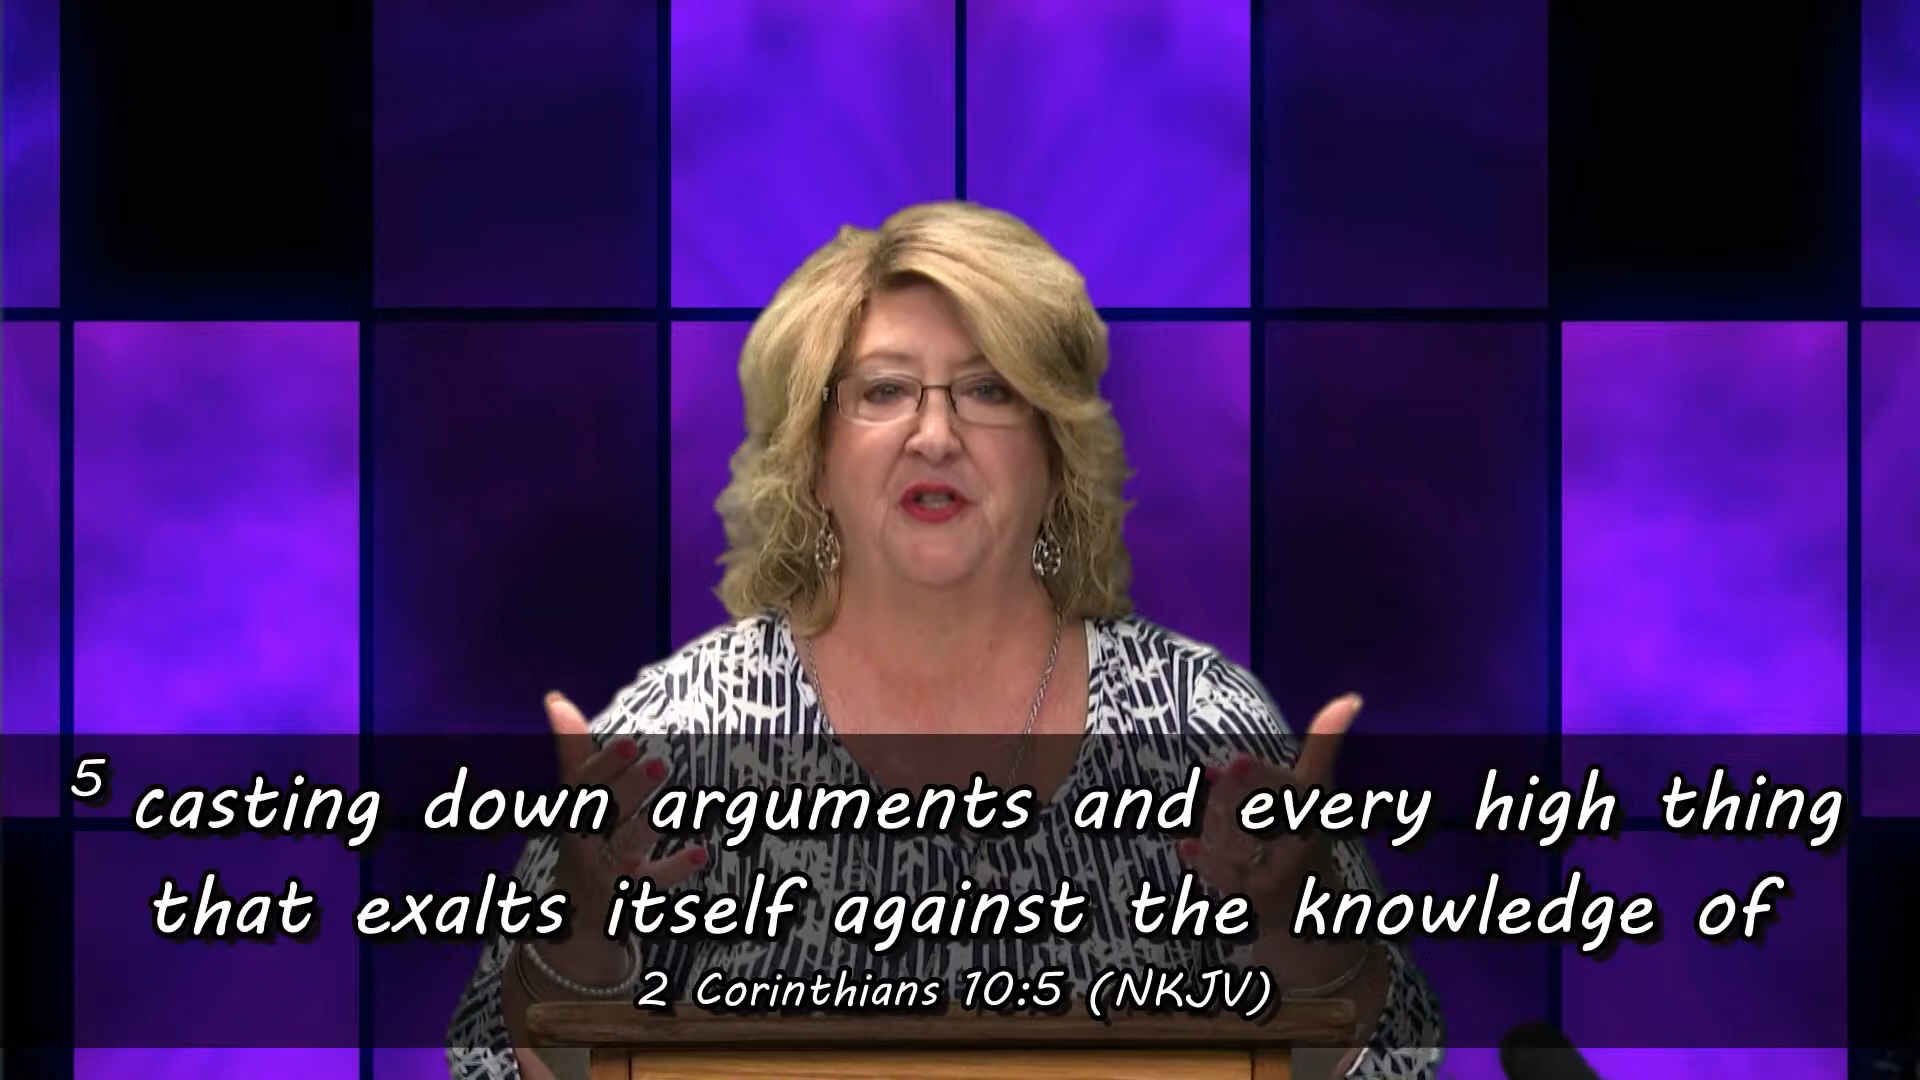 5 casting down arguments and every high thing
that exalts itself against the knowledge of
2 Corinthians 10:5 (NKJV)